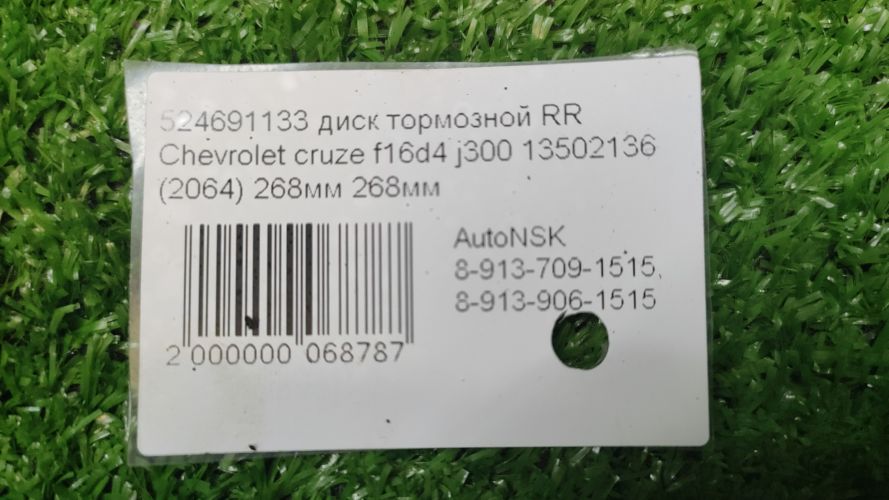 524691133 диск тормозной RR
Chevrolet cruze f16d4 j300 13502136
(2064) 268мм 268мм
AutoNSK
8-913-709-1515,
8-913-906-1515
2 000000 068787